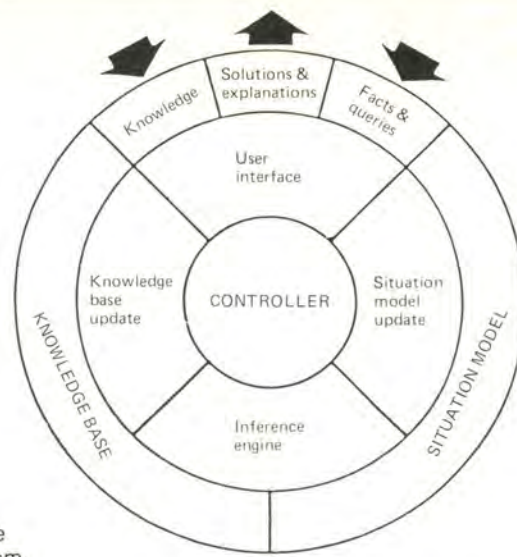 Knowledge
Solutions &
explanations
Facts &
queries
User
interface
Knowledge
base
update
CONTROLLER
Situation
model
update
Inference
engine
KNOWLEDGE BASE
SITUATION MODEL